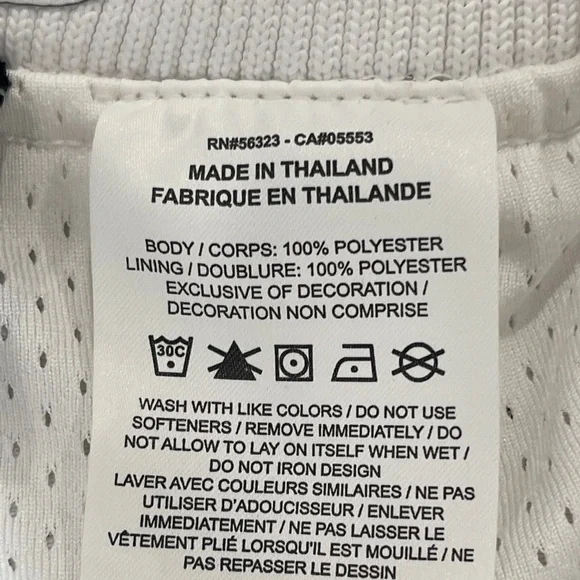 RN#56323 - CA#05553
MADE IN THAILAND
FABRIQUE EN THAILANDE
BODY / CORPS: 100% POLYESTER
LINING / DOUBLURE: 100% POLYESTER
EXCLUSIVE OF DECORATION /
DECORATION NON COMPRISE
30C
WASH WITH LIKE COLORS / DO NOT USE
SOFTENERS / REMOVE IMMEDIATELY / DO
NOT ALLOW TO LAY ON ITSELF WHEN WET /
DO NOT IRON DESIGN
LAVER AVEC COULEURS SIMILAIRES / NE PAS
UTILISER D'ADOUCISSEUR / ENLEVER
IMMEDIATEMENT / NE PAS LAISSER LE
VÊTEMENT PLIÉ LORSQU'IL EST MOUILLÉ / NE
PAS REPASSER LE DESSIN